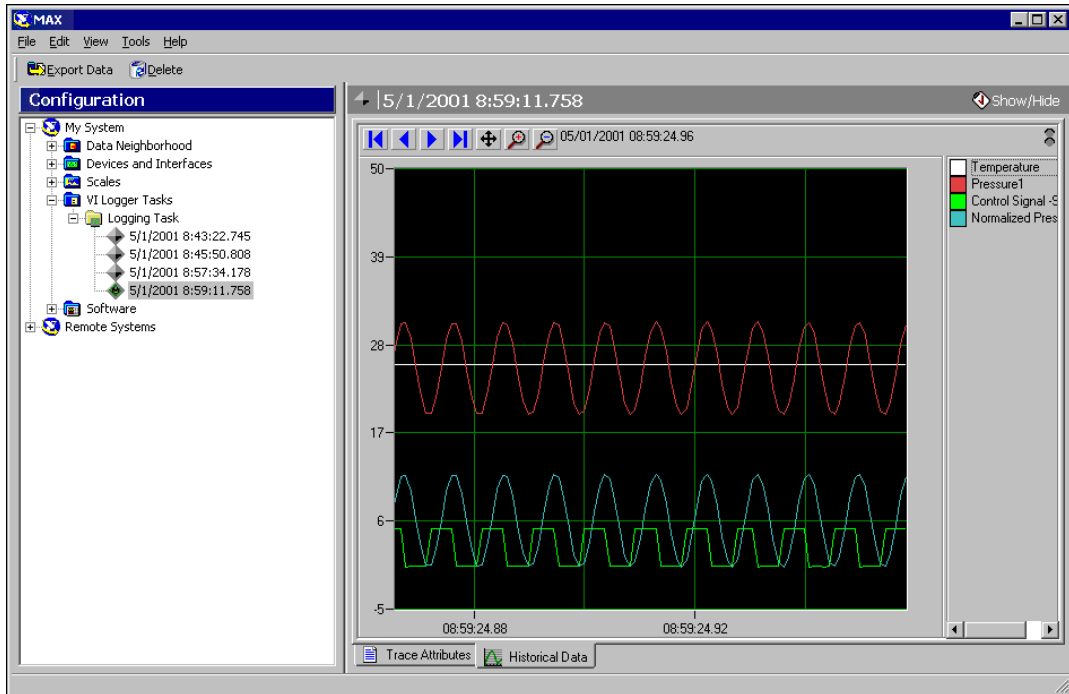 MAX
File Edit View Tools Help
Export Data Delete
Configuration
My System
Data Neighborhood
Devices and Interfaces
Scales
VI Logger Tasks
Logging Task
5/1/2001 8:43:22.745
5/1/2001 8:45:50.808
5/1/2001 8:57:34.178
5/1/2001 8:59:11.758
Software
Remote Systems
5/1/2001 8:59:11.758 Show/Hide
05/01/2001 08:59:24.96
50
39
28
17
6
-5
08:59:24.88 08:59:24.92
Temperature
Pressure1
Control Signal -S
Normalized Pres
Trace Attributes Historical Data